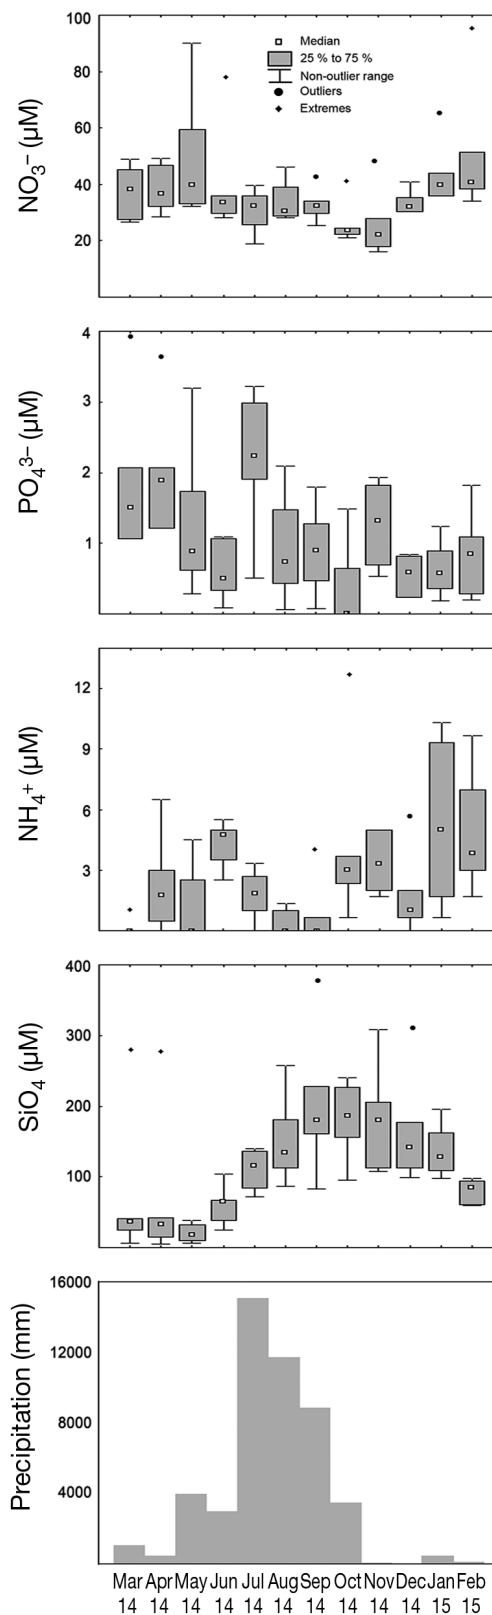 100
80
60
40
20
NO₃⁻ (µM)
Median
25 % to 75 %
Non-outlier range
Outliers
Extremes
4
3
2
1
PO₄³⁻ (µM)
12
9
6
3
NH₄⁺ (µM)
400
300
200
100
SiO₄ (µM)
16000
12000
8000
4000
Precipitation (mm)
Mar Apr May Jun Jul Aug Sep Oct Nov Dec Jan Feb
14 14 14 14 14 14 14 14 14 14 15 15